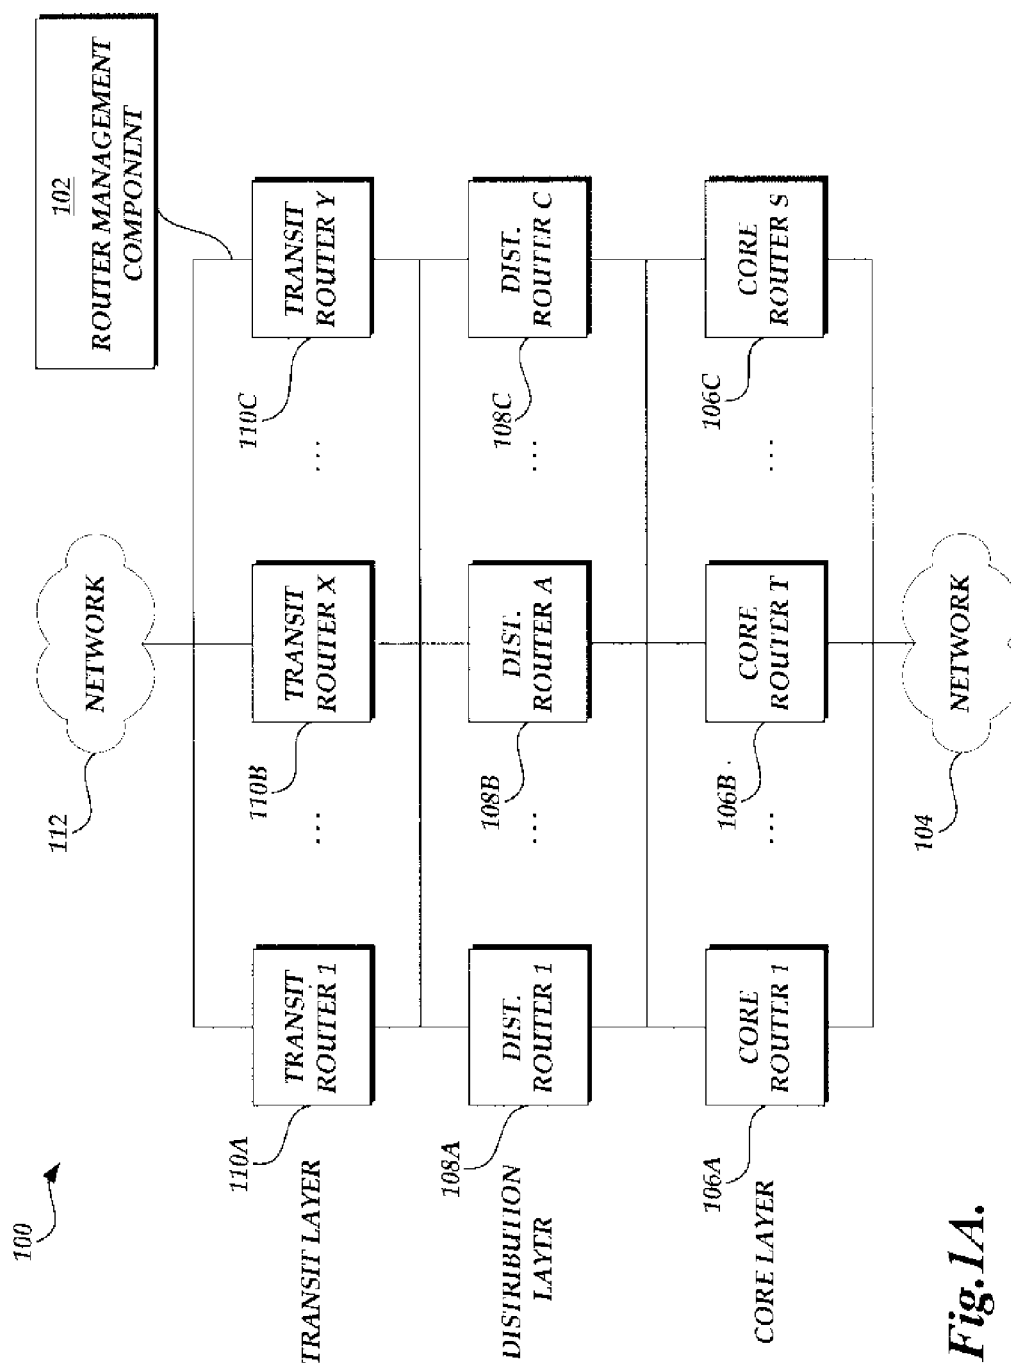 100
112
NETWORK
102
ROUTER MANAGEMENT
COMPONENT
TRANSIT LAYER
110A
TRANSIT
ROUTER 1
...
110B
TRANSIT
ROUTER X
...
110C
TRANSIT
ROUTER Y
DISTRIBUTION
LAYER
108A
DIST.
ROUTER 1
...
108B
DIST.
ROUTER A
...
108C
DIST.
ROUTER C
CORE LAYER
106A
CORE
ROUTER 1
...
106B
CORE
ROUTER T
...
106C
CORE
ROUTER S
104
NETWORK
Fig.1A.